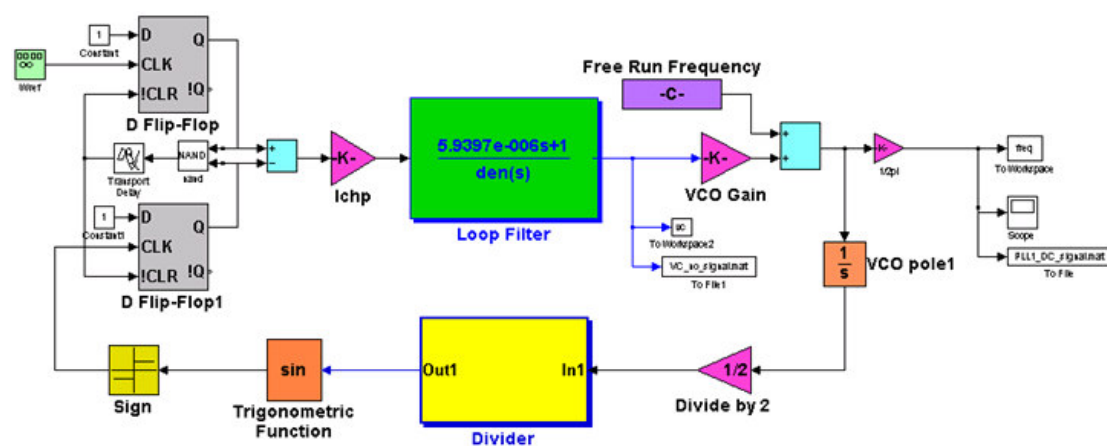 1
Constant
D Q
CLK
!CLR !Q
D Flip-Flop
Wref
Transport
Delay
NAND
nand
+
−
-K-
Ichp
5.9397e-006s+1
den(s)
Loop Filter
Free Run Frequency
-C-
-K-
VCO Gain
+
+
-K-
1/2pi
freq
To Workspace
Scope
PLL1_DC_signal.mat
To File
To Workspace2
To File1
1
Constant1
D Q
CLK
!CLR !Q
D Flip-Flop1
1
s
VCO pole1
Sign
sin
Trigonometric
Function
Out1 In1
Divider
1/2
Divide by 2